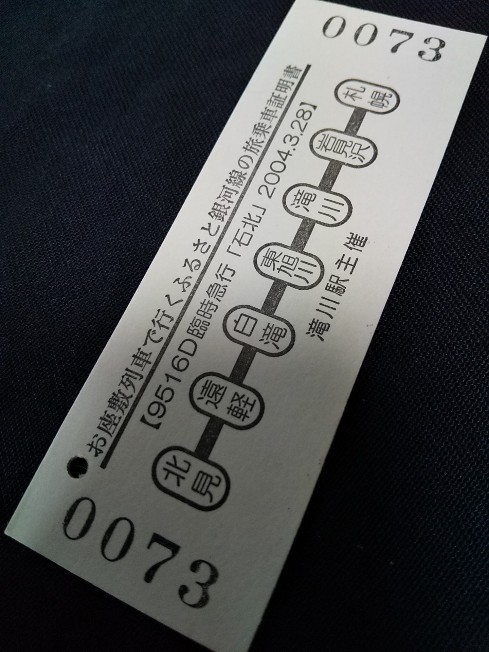 0073
お座敷列車で行くふるさと銀河線の旅乗車証明書
【9516D臨時急行「石北」2004.3.28】
北見
遠軽
白滝
東旭川
滝川
岩見沢
札幌
滝川駅主催
0073